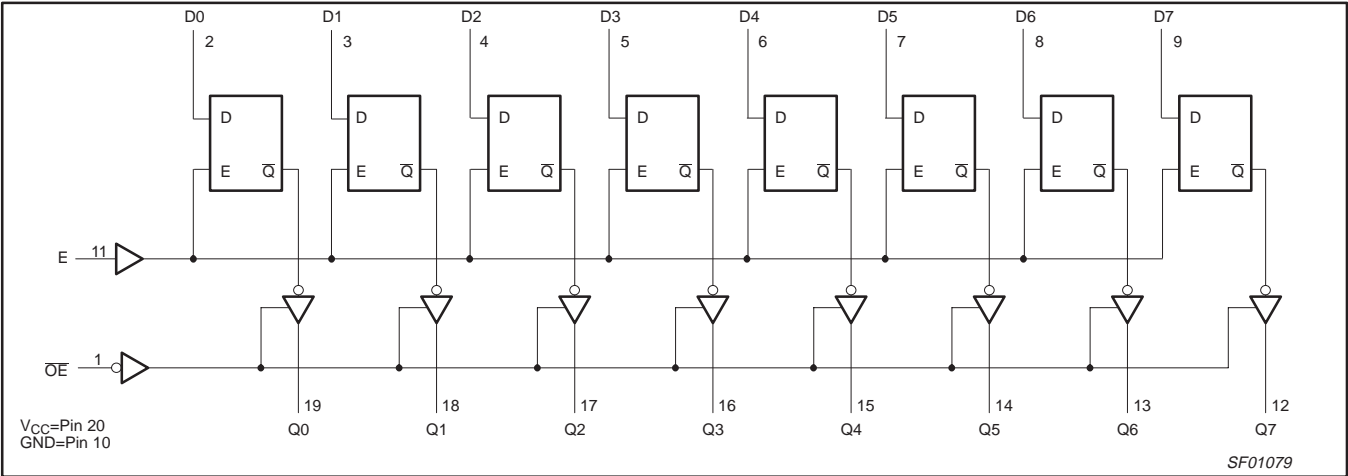 D0 D1 D2 D3 D4 D5 D6 D7
2 3 4 5 6 7 8 9
D D D D D D D D
E Q̅ E Q̅ E Q̅ E Q̅ E Q̅ E Q̅ E Q̅ E Q̅
E 11
O̅E̅ 1
19 18 17 16 15 14 13 12
Q0 Q1 Q2 Q3 Q4 Q5 Q6 Q7
VCC=Pin 20
GND=Pin 10
SF01079